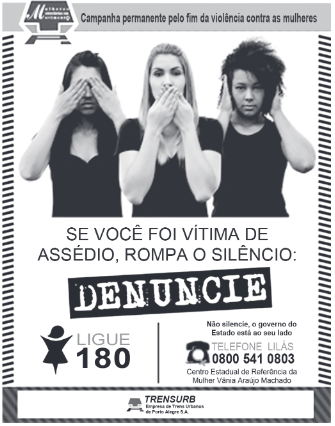 Mulheres
Campanha permanente pelo fim da violência contra as mulheres
SE VOCÊ FOI VÍTIMA DE
ASSÉDIO, ROMPA O SILÊNCIO:
DENUNCIE
LIGUE
180
Não silencie, o governo do
Estado está ao seu lado
TELEFONE LILÁS
0800 541 0803
Centro Estadual de Referência da
Mulher Vânia Araújo Machado
TRENSURB
Empresa de Trens Urbanos
de Porto Alegre S.A.